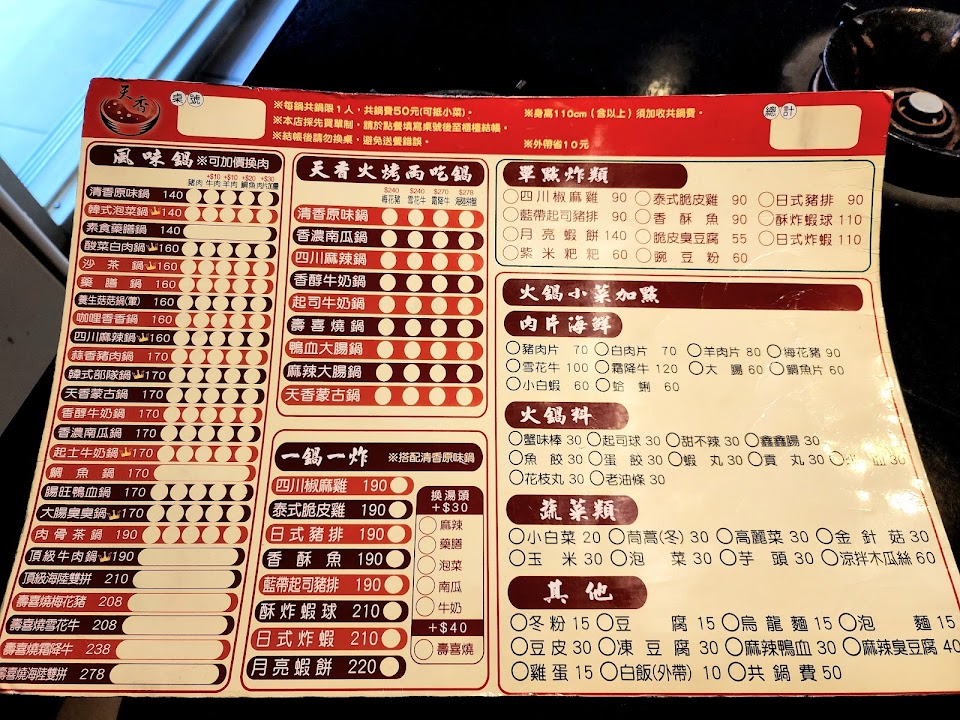 天香
桌號
※每鍋共鍋限1人，共鍋費50元(可抵小菜)。
※本店採先買單制，請於點餐填寫桌號後至櫃檯結帳。
※結帳後請勿換桌，避免送餐錯誤。
※身高110cm(含以上)須加收共鍋費。
※外帶省10元
總計
風味鍋 ※可加價換肉
+$10 +$10 +$20 +$30
豬肉 牛肉 羊肉 鯛魚 肉加量
清香原味鍋 140
韓式泡菜鍋 140
素食藥膳鍋 140
酸菜白肉鍋 160
沙茶鍋 160
藥膳鍋 160
養生菇菇鍋(葷) 160
咖哩香香鍋 160
四川麻辣鍋 160
蒜香豬肉鍋 170
韓式部隊鍋 170
天香蒙古鍋 170
香醇牛奶鍋 170
香濃南瓜鍋 170
起士牛奶鍋 170
鯛魚鍋 170
腸旺鴨血鍋 170
大腸臭臭鍋 170
肉骨茶鍋 190
頂級牛肉鍋 190
頂級海陸雙拼 210
壽喜燒梅花豬 208
壽喜燒雪花牛 208
壽喜燒霜降牛 238
壽喜燒海陸雙拼 278
天香火烤兩吃鍋
$240 $240 $270 $278
梅花豬 雪花牛 霜降牛 海陸拼盤
清香原味鍋
香濃南瓜鍋
四川麻辣鍋
香醇牛奶鍋
起司牛奶鍋
壽喜燒鍋
鴨血大腸鍋
麻辣大腸鍋
天香蒙古鍋
一鍋一炸 ※搭配清香原味鍋
四川椒麻雞 190
泰式脆皮雞 190
日式豬排 190
香酥魚 190
藍帶起司豬排 190
酥炸蝦球 210
日式炸蝦 210
月亮蝦餅 220
換湯頭
+$30
麻辣
藥膳
泡菜
南瓜
牛奶
+$40
壽喜燒
單點炸類
四川椒麻雞 90 泰式脆皮雞 90 日式豬排 90
藍帶起司豬排 90 香酥魚 90 酥炸蝦球 110
月亮蝦餅 140 脆皮臭豆腐 55 日式炸蝦 110
紫米粑粑 60 豌豆粉 60
火鍋小菜加點
肉片海鮮
豬肉片 70 白肉片 70 羊肉片 80 梅花豬 90
雪花牛 100 霜降牛 120 大腸 60 鯛魚片 60
小白蝦 60 蛤蜊 60
火鍋料
蟹味棒 30 起司球 30 甜不辣 30 鑫鑫腸 30
魚餃 30 蛋餃 30 蝦丸 30 貢丸 30 血 30
花枝丸 30 老油條 30
蔬菜類
小白菜 20 茼蒿(冬) 30 高麗菜 30 金針菇 30
玉米 30 泡菜 30 芋頭 30 涼拌木瓜絲 60
其他
冬粉 15 豆腐 15 烏龍麵 15 泡麵 15
豆皮 30 凍豆腐 30 麻辣鴨血 30 麻辣臭豆腐 40
雞蛋 15 白飯(外帶) 10 共鍋費 50